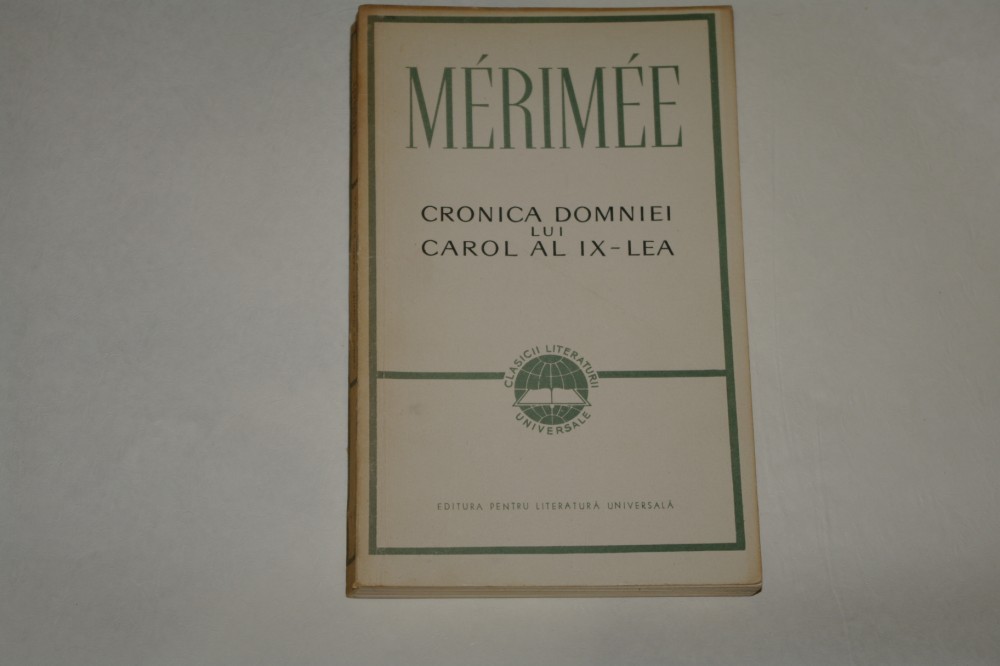 MÉRIMÉE
CRONICA DOMNIEI
LUI
CAROL AL IX-LEA
CLASICII LITERATURII
UNIVERSALE
EDITURA PENTRU LITERATURĂ UNIVERSALĂ